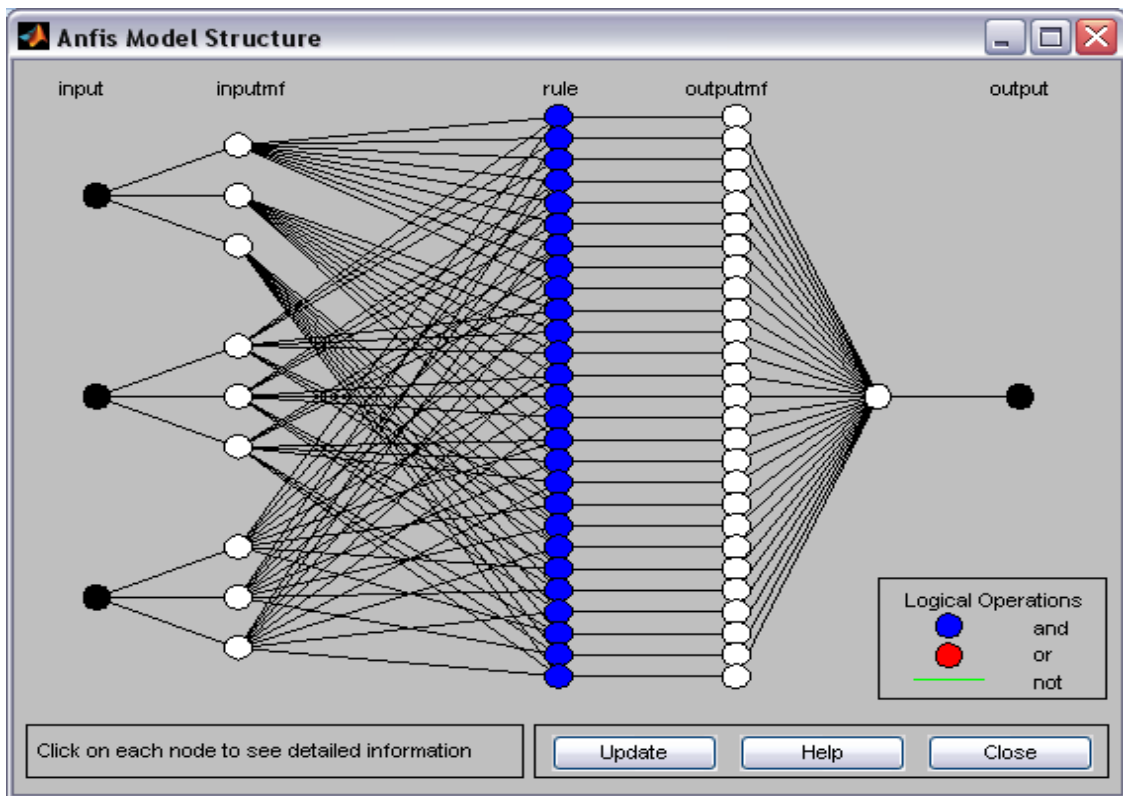 Anfis Model Structure
input inputmf rule outputmf output
Logical Operations
and
or
not
Click on each node to see detailed information
Update Help Close